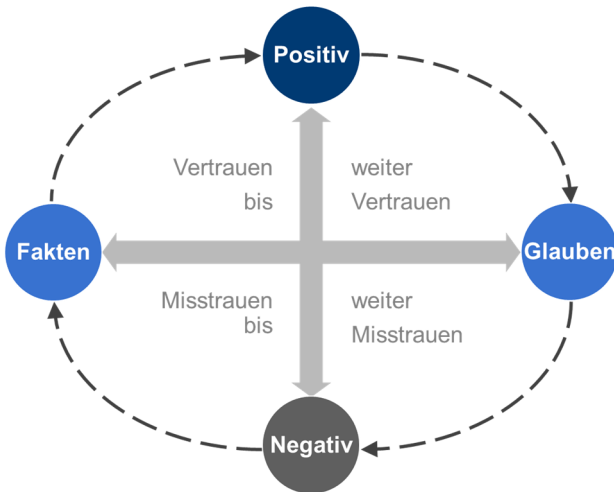 Positiv
Vertrauen
bis
weiter
Vertrauen
Fakten
Glauben
Misstrauen
bis
weiter
Misstrauen
Negativ